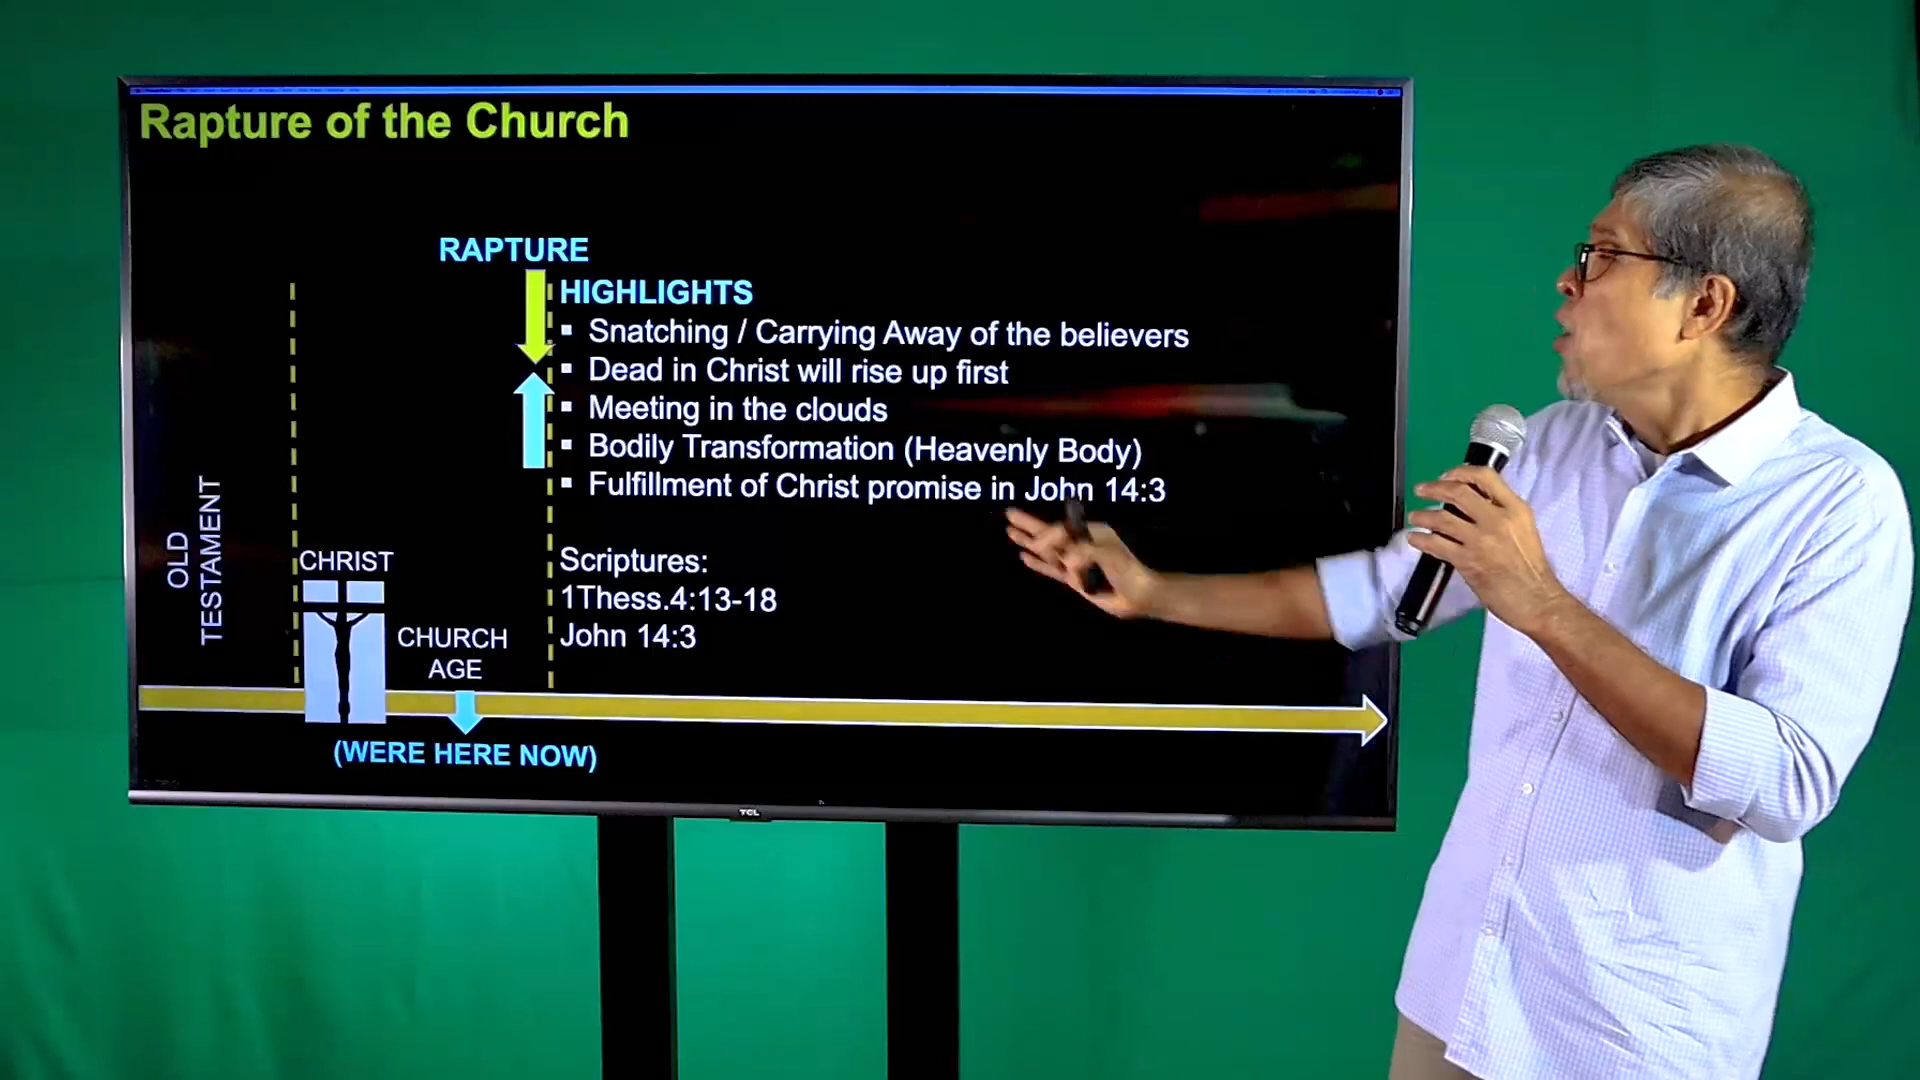 Rapture of the Church
RAPTURE
HIGHLIGHTS
▪ Snatching / Carrying Away of the believers
▪ Dead in Christ will rise up first
▪ Meeting in the clouds
▪ Bodily Transformation (Heavenly Body)
▪ Fulfillment of Christ promise in John 14:3
Scriptures:
1Thess.4:13-18
John 14:3
OLD
TESTAMENT
CHRIST
CHURCH
AGE
(WERE HERE NOW)
TCL